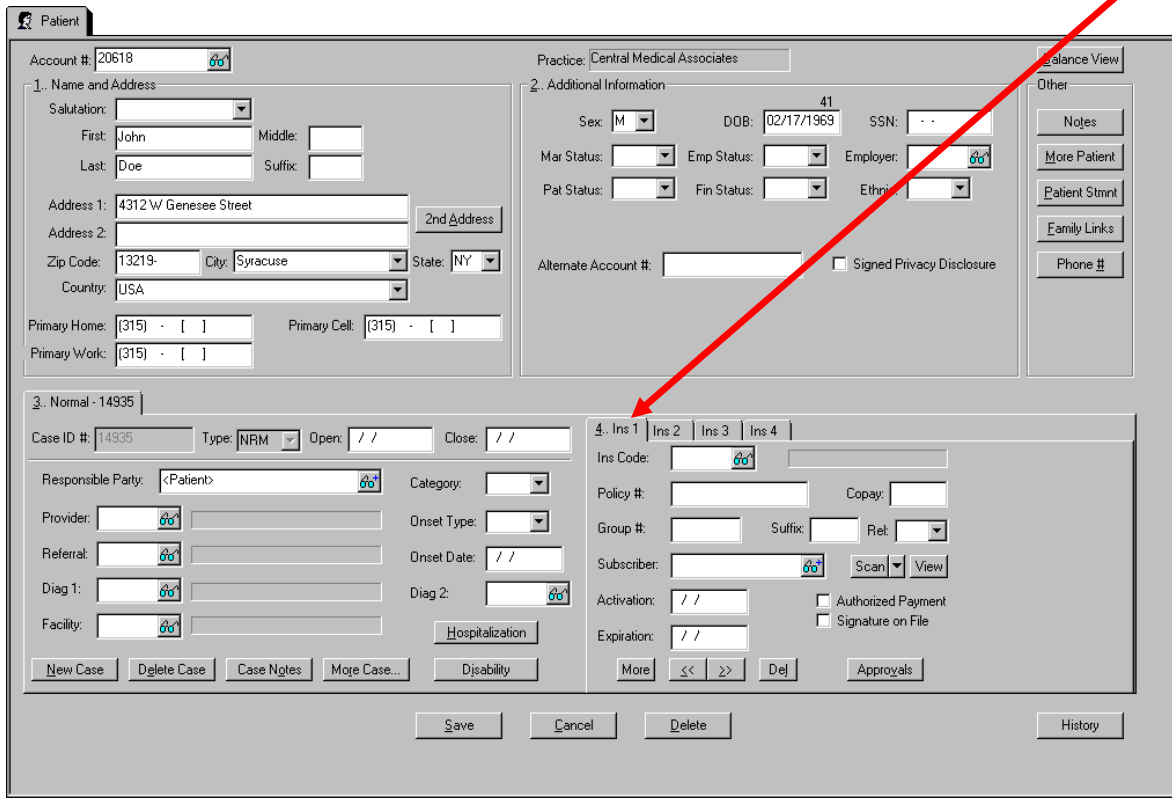 Patient
Account #: 20618 Practice: Central Medical Associates
1.. Name and Address
Salutation:
First: John Middle:
Last: Doe Suffix:
Address 1: 4312 W Genesee Street
2nd Address
Address 2:
Zip Code: 13219- City: Syracuse State: NY
Country: USA
Primary Home: (315) - [ ] Primary Cell: (315) - [ ]
Primary Work: (315) - [ ]
2.. Additional Information
41
Sex: M DOB: 02/17/1969 SSN: - -
Mar Status: Emp Status: Employer:
Pat Status: Fin Status:
Alternate Account #: Signed Privacy Disclosure
alance View
Other
Notes
More Patient
Patient Stmnt
Family Links
Phone #
3.. Normal - 14935
Case ID #: 14935 Type: NRM Open: / / Close: / /
Responsible Party: <Patient> Category:
Provider: Onset Type:
Referral: Onset Date: / /
Diag 1: Diag 2:
Facility: Hospitalization
New Case Delete Case Case Notes More Case... Disability
4.. Ins 1 Ins 2 Ins 3 Ins 4
Ins Code:
Policy #: Copay:
Group #: Suffix: Rel:
Subscriber: Scan View
Activation: / / Authorized Payment
Signature on File
Expiration: / /
More << >> Del Approvals
Save Cancel Delete History